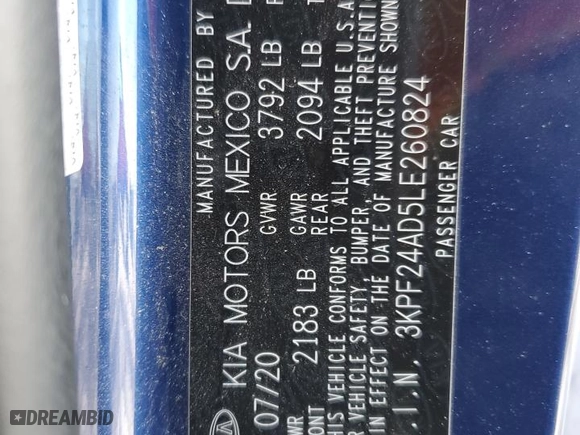 MANUFACTURED BY
KIA MOTORS MEXICO S.A.
07/20 GVWR 3792 LB
GAWR
2183 LB REAR 2094 LB
THIS VEHICLE CONFORMS TO ALL APPLICABLE U.S.A
VEHICLE SAFETY, BUMPER, AND THEFT PREVENTI
IN EFFECT ON THE DATE OF MANUFACTURE SHOWN
.I.N. 3KPF24AD5LE260824
PASSENGER CAR
DREAMBID